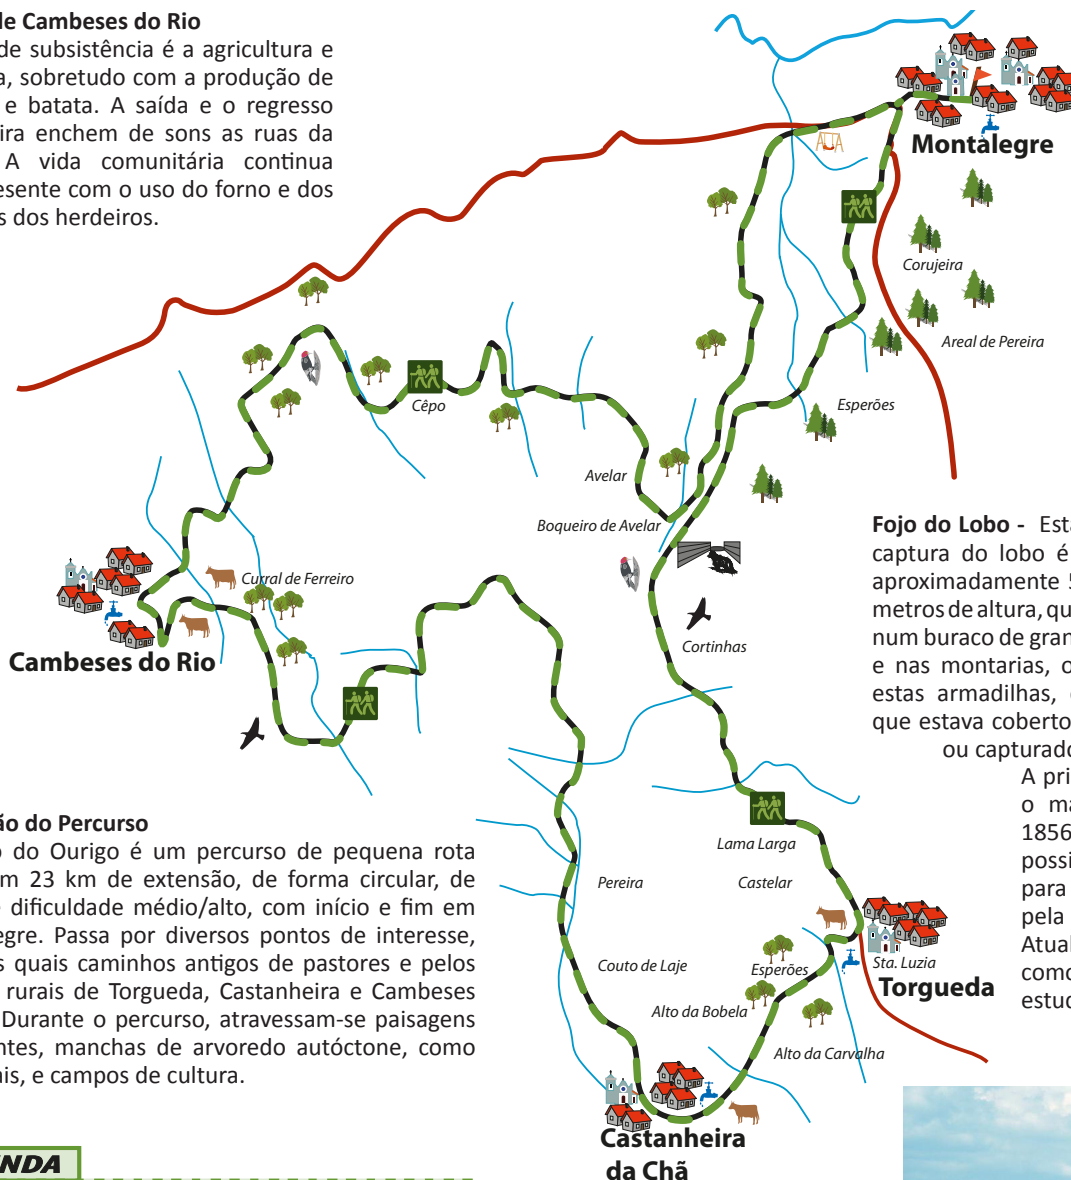 de Cambeses do Rio
de subsistência é a agricultura e
a, sobretudo com a produção de
e batata. A saída e o regresso
ira enchem de sons as ruas da
A vida comunitária continua
esente com o uso do forno e dos
s dos herdeiros.
Montalegre
Corujeira
Areal de Pereira
Cêpo
Esperões
Avelar
Boqueiro de Avelar
Curral de Ferreiro
Cambeses do Rio
Cortinhas
Fojo do Lobo - Esta
captura do lobo é
aproximadamente 5
metros de altura, qu
num buraco de gran
e nas montarias, o
estas armadilhas,
que estava coberto
ou capturado
A pri
o ma
1856
possi
para
pela
Atual
como
estud
ão do Percurso
o do Ourigo é um percurso de pequena rota
m 23 km de extensão, de forma circular, de
e dificuldade médio/alto, com início e fim em
egre. Passa por diversos pontos de interesse,
s quais caminhos antigos de pastores e pelos
rurais de Torgueda, Castanheira e Cambeses
Durante o percurso, atravessam-se paisagens
ntes, manchas de arvoredo autóctone, como
ais, e campos de cultura.
Lama Larga
Pereira
Castelar
Couto de Laje
Esperões
Sta. Luzia
Torgueda
Alto da Bobela
Alto da Carvalha
Castanheira
da Chã
NDA